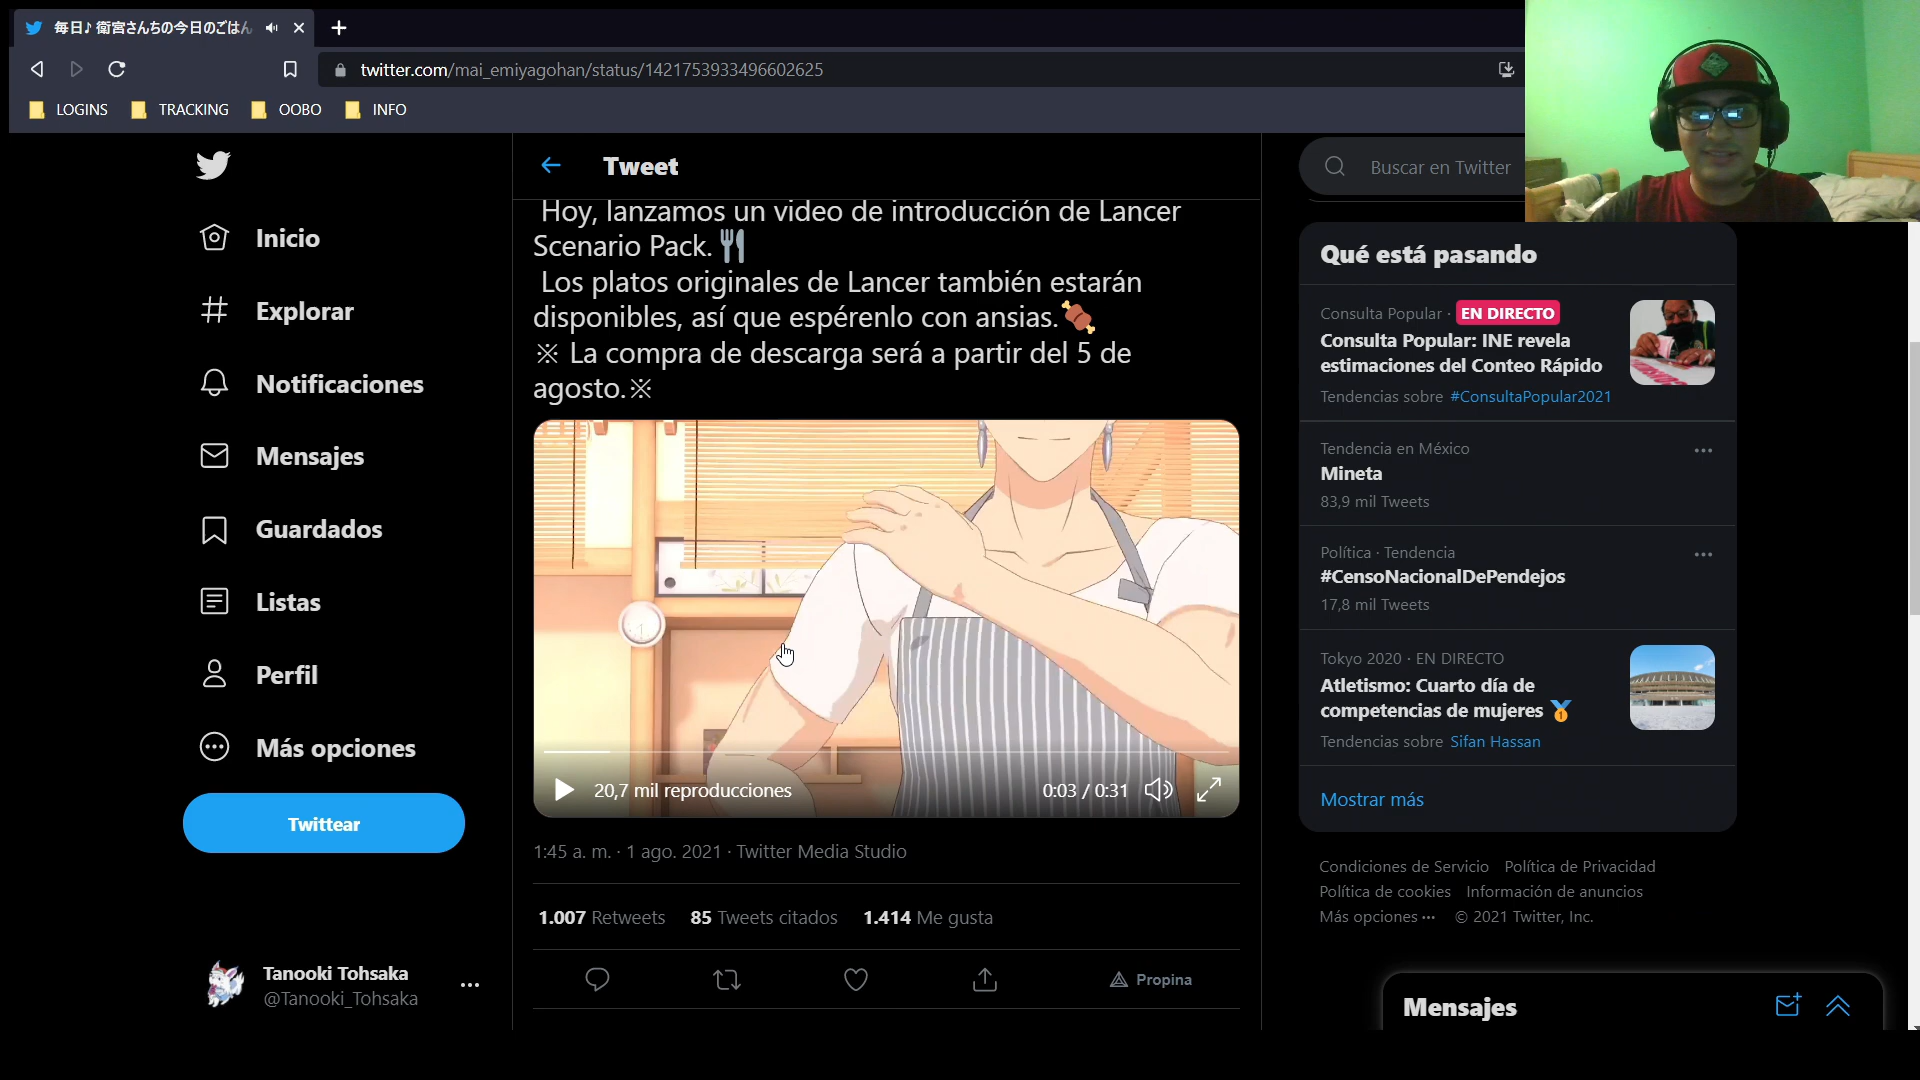 毎日♪ 衛宮さんちの今日のごはん
twitter.com/mai_emiyagohan/status/1421753933496602625
LOGINS
TRACKING
OOBO
INFO
Inicio
Explorar
Notificaciones
Mensajes
Guardados
Listas
Perfil
Más opciones
Twittear
Tanooki Tohsaka
@Tanooki_Tohsaka
Tweet
Hoy, lanzamos un video de introducción de Lancer
Scenario Pack.🍴
Los platos originales de Lancer también estarán
disponibles, así que espérenlo con ansias.🍖
※ La compra de descarga será a partir del 5 de
agosto.※
20,7 mil reproducciones
0:03 / 0:31
1:45 a. m. · 1 ago. 2021 · Twitter Media Studio
1.007 Retweets 85 Tweets citados 1.414 Me gusta
Propina
Buscar en Twitter
Qué está pasando
Consulta Popular · EN DIRECTO
Consulta Popular: INE revela
estimaciones del Conteo Rápido
Tendencias sobre #ConsultaPopular2021
Tendencia en México
Mineta
83,9 mil Tweets
Política · Tendencia
#CensoNacionalDePendejos
17,8 mil Tweets
Tokyo 2020 · EN DIRECTO
Atletismo: Cuarto día de
competencias de mujeres 🥇
Tendencias sobre Sifan Hassan
Mostrar más
Condiciones de Servicio Política de Privacidad
Política de cookies Información de anuncios
Más opciones ··· © 2021 Twitter, Inc.
Mensajes